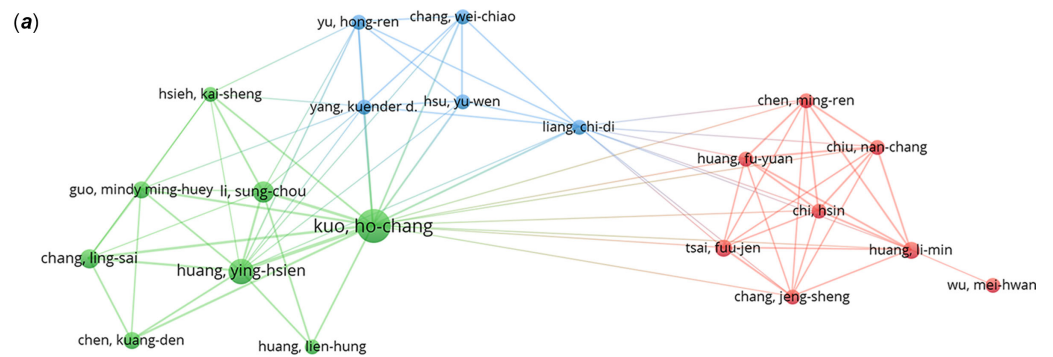 (a)
yu, hong-ren
chang, wei-chiao
hsieh, kai-sheng
yang, kuender d.
hsu, yu-wen
liang, chi-di
chen, ming-ren
chiu, nan-chang
huang, fu-yuan
guo, mindy ming-huey
li, sung-chou
kuo, ho-chang
chi, hsin
tsai, fuu-jen
huang, li-min
chang, ling-sai
huang, ying-hsien
wu, mei-hwan
chang, jeng-sheng
chen, kuang-den
huang, lien-hung